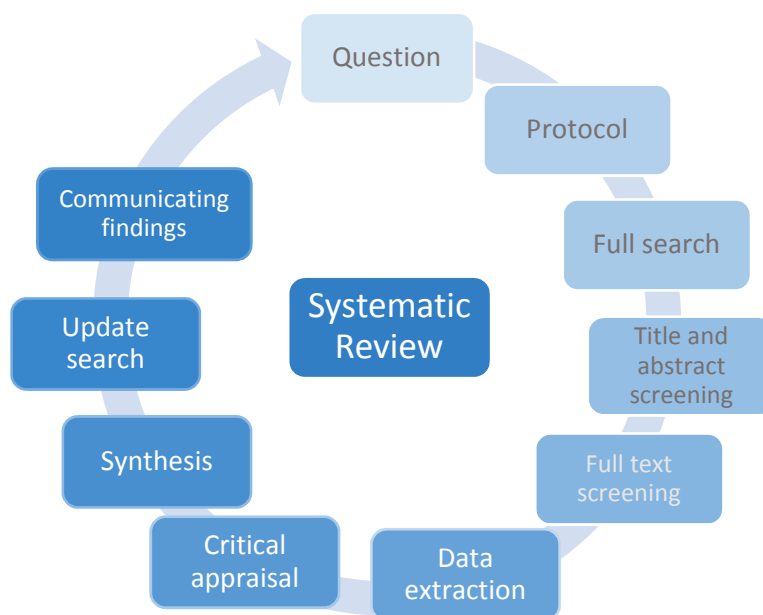 Question
Protocol
Full search
Title and
abstract
screening
Full text
screening
Data
extraction
Critical
appraisal
Synthesis
Update
search
Communicating
findings
Systematic
Review